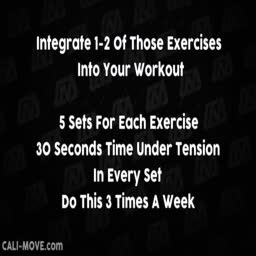 Integrate 1-2 Of Those Exercises
Into Your Workout
5 Sets For Each Exercise
30 Seconds Time Under Tension
In Every Set
Do This 3 Times A Week
CALI-MOVE.com